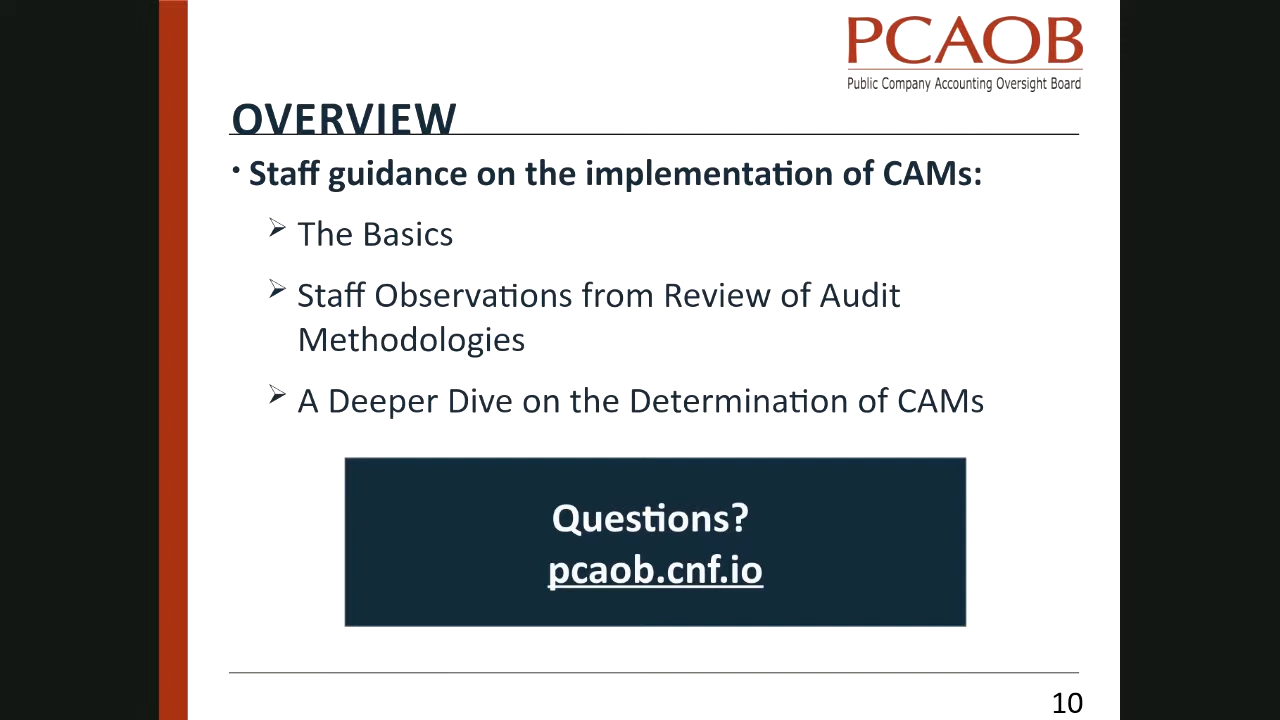 PCAOB
Public Company Accounting Oversight Board
OVERVIEW
• Staff guidance on the implementation of CAMs:
➢ The Basics
➢ Staff Observations from Review of Audit
Methodologies
➢ A Deeper Dive on the Determination of CAMs
Questions?
pcaob.cnf.io
10